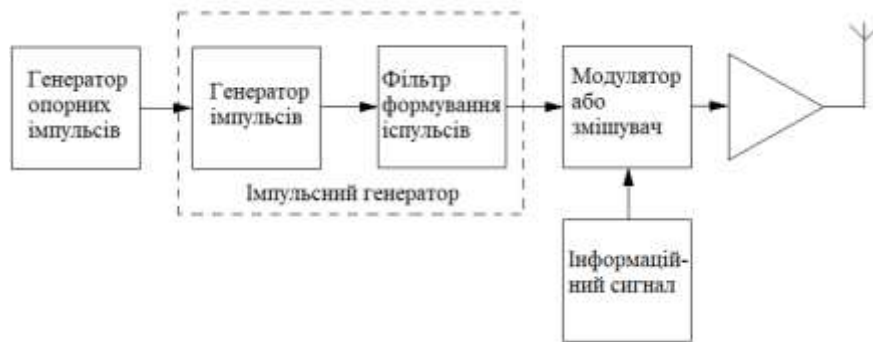 Генератор
опорних
імпульсів
Генератор
імпульсів
Фільтр
формування
іспульсів
Імпульсний генератор
Модулятор
або
змішувач
Інформацій-
ний сигнал